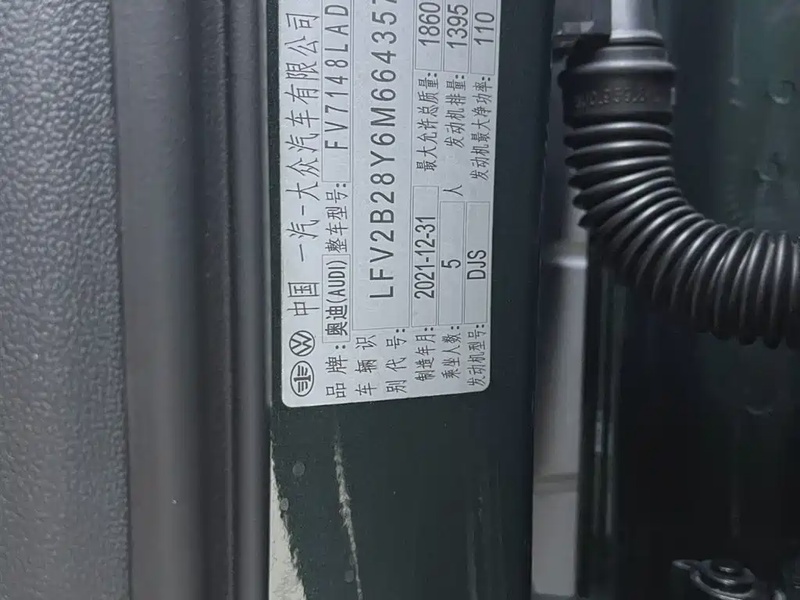 中国 一汽-大众汽车有限公司
品牌: 奥迪(AUDI) 整车型号: FV7148LAD
车辆识别代号: LFV2B28Y6M664357
制造年月: 2021-12-31 最大允许总质量: 1860
乘坐人数: 5 人 发动机排量: 1395
发动机型号: DJS 发动机最大净功率: 110